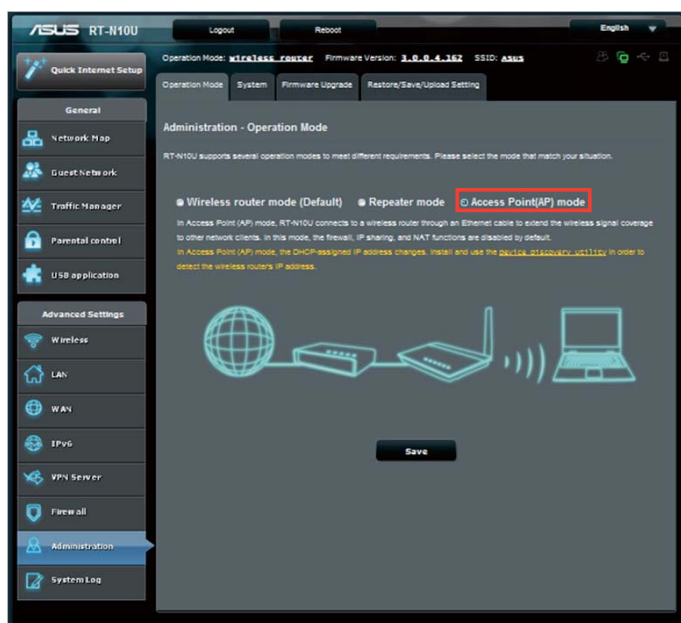 ASUS RT-N10U
Logout
Reboot
English
Quick Internet Setup
Operation Mode: wireless router Firmware Version: 3.0.0.4.162 SSID: ASUS
Operation Mode
System
Firmware Upgrade
Restore/Save/Upload Setting
General
Network Map
Guest Network
Traffic Manager
Parental control
USB application
Advanced Settings
Wireless
LAN
WAN
IPv6
VPN Server
Firewall
Administration
System Log
Administration - Operation Mode
RT-N10U supports several operation modes to meet different requirements. Please select the mode that match your situation.
Wireless router mode (Default)
Repeater mode
Access Point(AP) mode
In Access Point (AP) mode, RT-N10U connects to a wireless router through an Ethernet cable to extend the wireless signal coverage
to other network clients. In this mode, the firewall, IP sharing, and NAT functions are disabled by default.
In Access Point (AP) mode, the DHCP-assigned IP address changes. Install and use the device discovery utility in order to
detect the wireless router's IP address.
Save